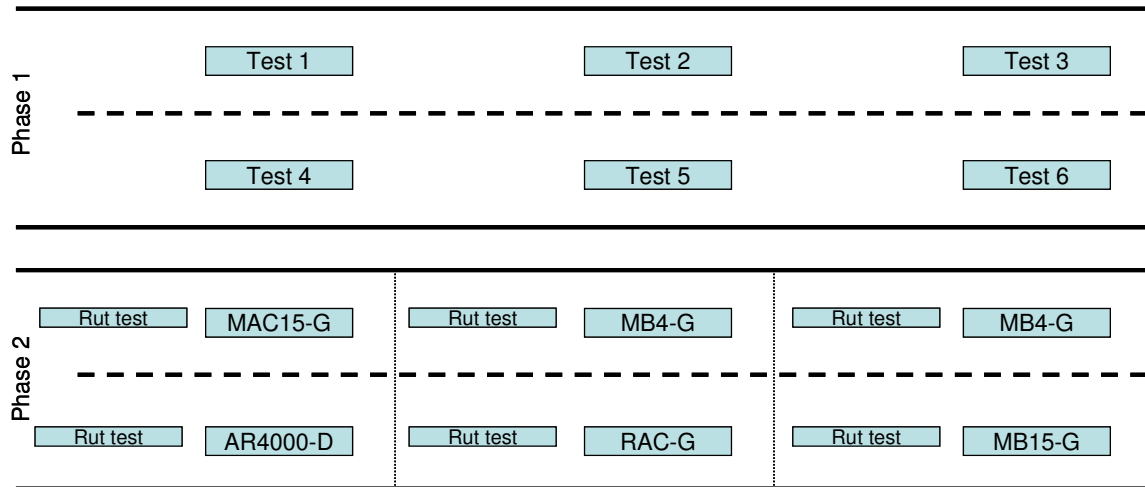 Phase 1
Test 1 Test 2 Test 3
Test 4 Test 5 Test 6
Phase 2
Rut test MAC15-G Rut test MB4-G Rut test MB4-G
Rut test AR4000-D Rut test RAC-G Rut test MB15-G